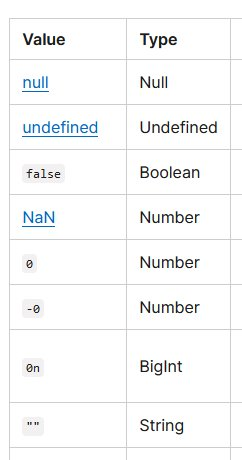 Value Type
null Null
undefined Undefined
false Boolean
NaN Number
0 Number
-0 Number
0n BigInt
"" String